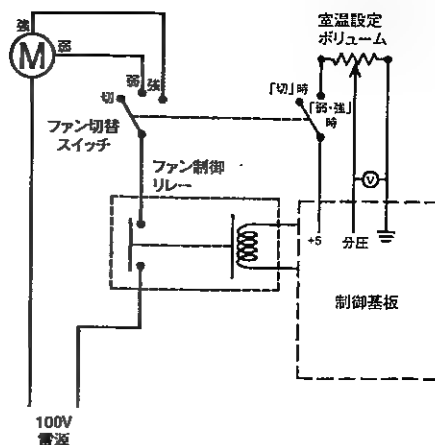 強
弱
M
切
弱
強
ファン切替
スイッチ
ファン制御
リレー
室温設定
ボリューム
「切」時
「弱・強」
時
V
+5
分圧
制御基板
100V
電源